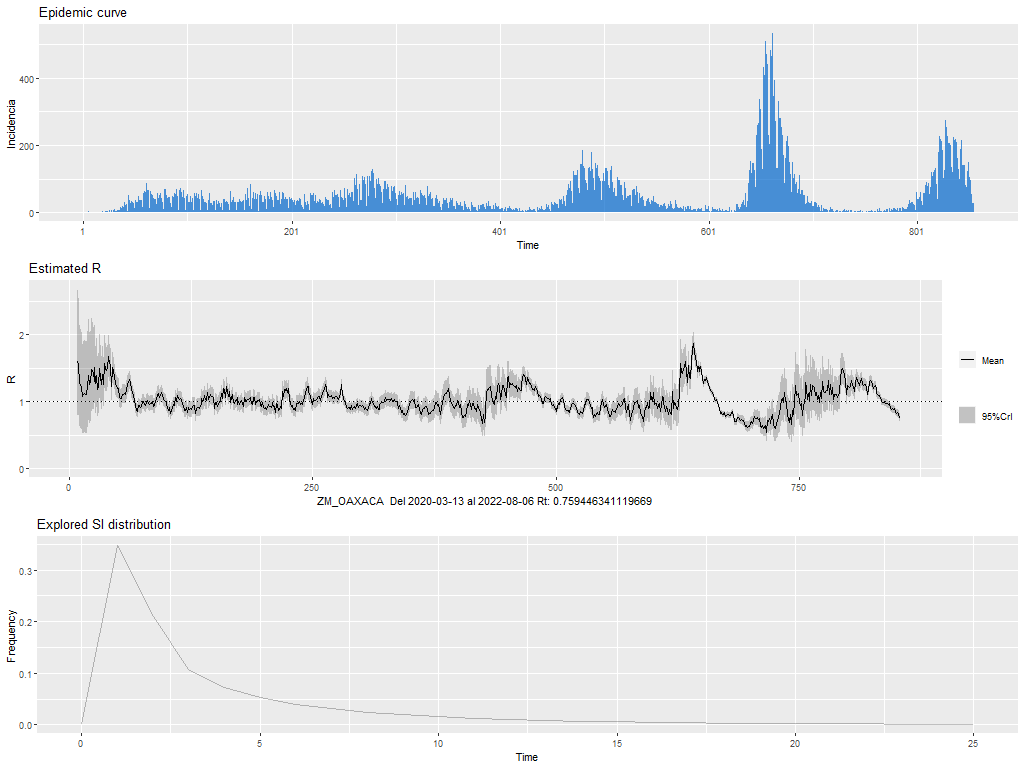 Epidemic curve
Incidencia
400
200
0
1 201 401 601 801
Time
Estimated R
R
2
1
0
0 250 500 750
ZM_OAXACA Del 2020-03-13 al 2022-08-06 Rt: 0.759446341119669
Mean
95%CrI
Explored SI distribution
Frequency
0.3
0.2
0.1
0.0
0 5 10 15 20 25
Time